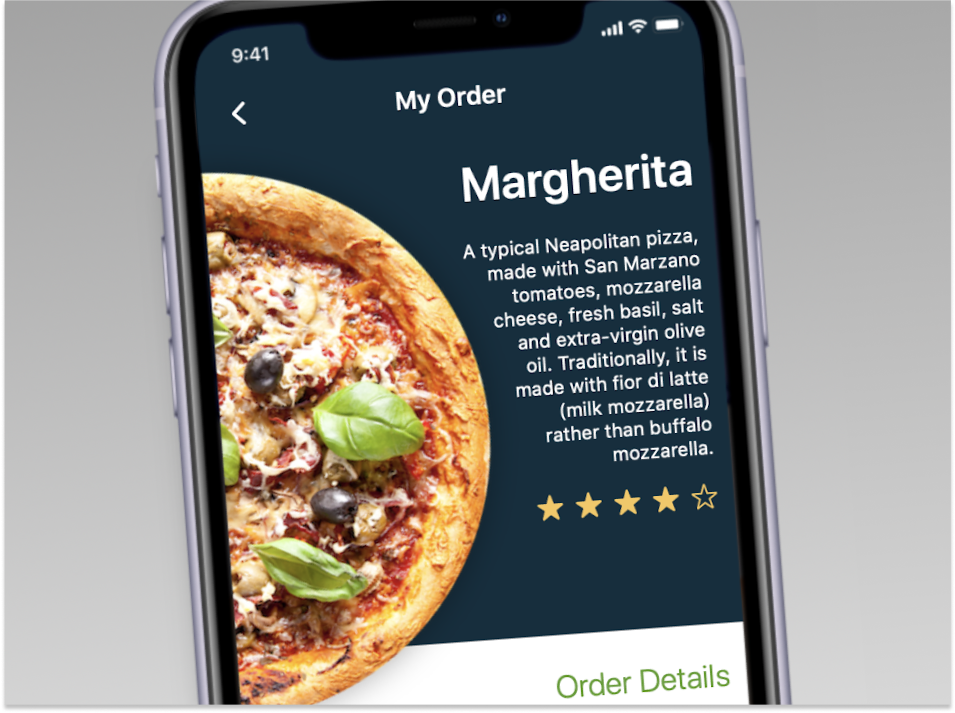 9:41
My Order
Margherita
A typical Neapolitan pizza,
made with San Marzano
tomatoes, mozzarella
cheese, fresh basil, salt
and extra-virgin olive
oil. Traditionally, it is
made with fior di latte
(milk mozzarella)
rather than buffalo
mozzarella.
Order Details